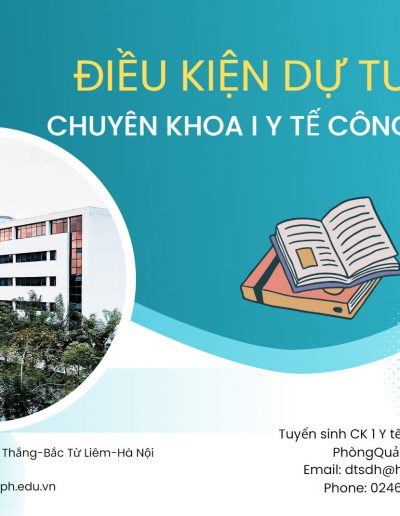 ĐIỀU KIỆN DỰ TU
CHUYÊN KHOA I Y TẾ CÔNG
Tuyển sinh CK 1 Y tế
Thắng-Bắc Từ Liêm-Hà Nội
PhòngQuả
Email: dtsdh@h
ph.edu.vn
Phone: 0246